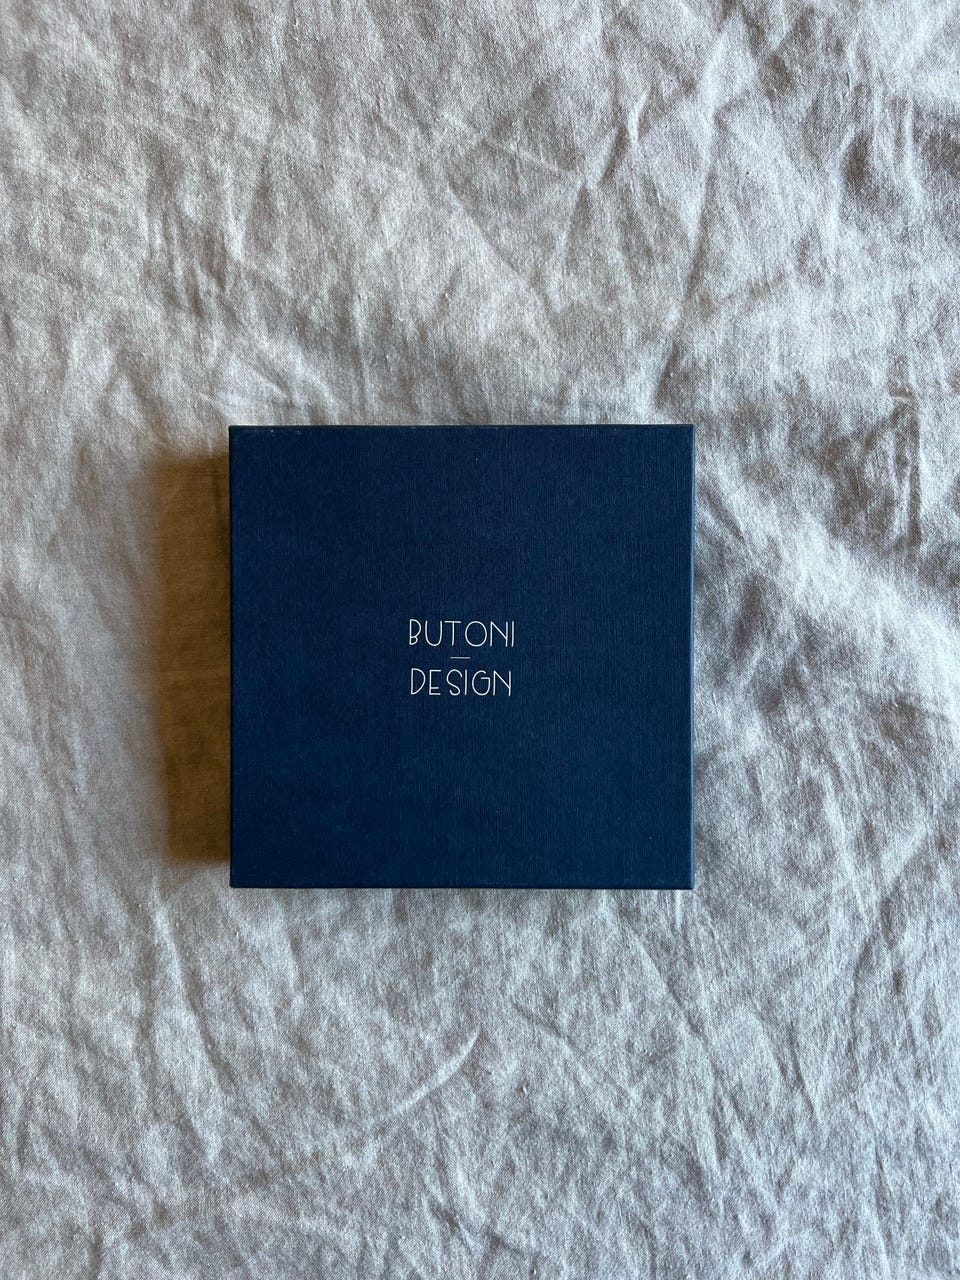 BUTONI
—
DESIGN